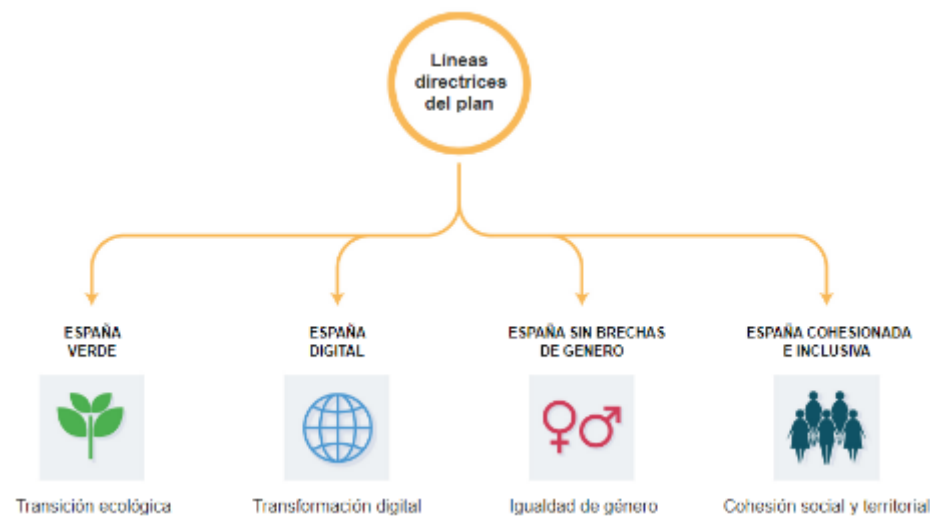 Líneas
directrices
del plan
ESPAÑA
VERDE
ESPAÑA
DIGITAL
ESPAÑA SIN BRECHAS
DE GENERO
ESPAÑA COHESIONADA
E INCLUSIVA
Transición ecológica
Transformación digital
Igualdad de género
Cohesión social y territorial